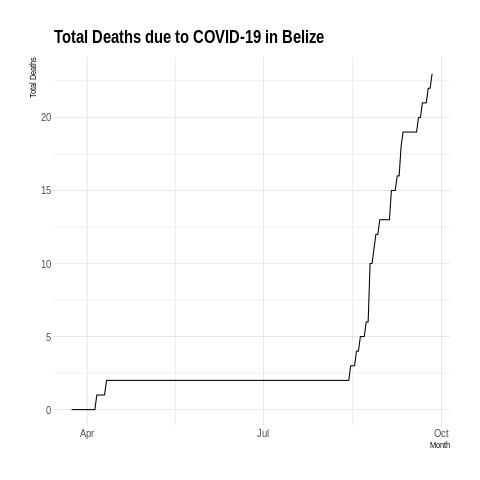 Total Deaths due to COVID-19 in Belize
Total Deaths
20
15
10
5
0
Apr
Jul
Oct
Month